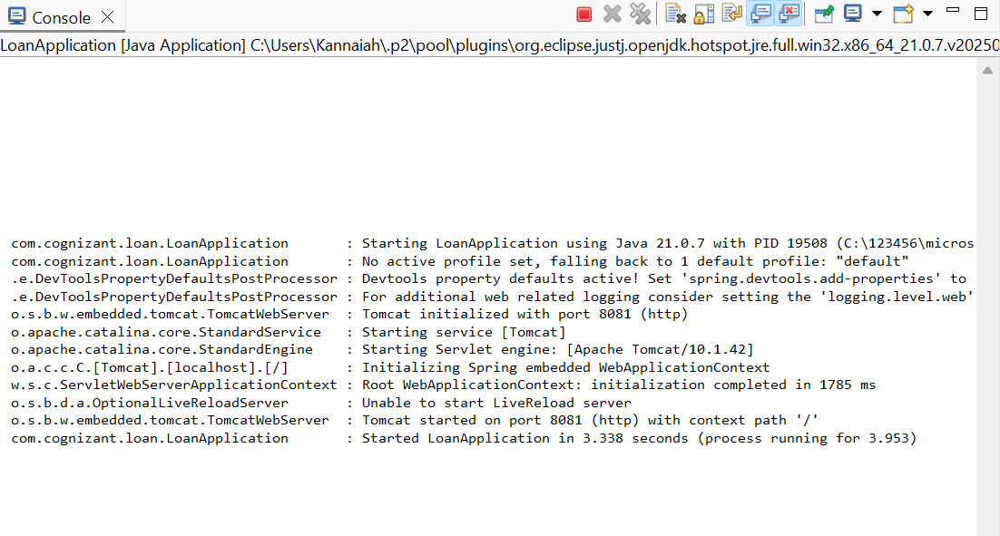 Console
LoanApplication [Java Application] C:\Users\Kannaiah\.p2\pool\plugins\org.eclipse.justj.openjdk.hotspot.jre.full.win32.x86_64_21.0.7.v20250
com.cognizant.loan.LoanApplication : Starting LoanApplication using Java 21.0.7 with PID 19508 (C:\123456\micros
com.cognizant.loan.LoanApplication : No active profile set, falling back to 1 default profile: "default"
.e.DevToolsPropertyDefaultsPostProcessor : Devtools property defaults active! Set 'spring.devtools.add-properties' to
.e.DevToolsPropertyDefaultsPostProcessor : For additional web related logging consider setting the 'logging.level.web'
o.s.b.w.embedded.tomcat.TomcatWebServer : Tomcat initialized with port 8081 (http)
o.apache.catalina.core.StandardService : Starting service [Tomcat]
o.apache.catalina.core.StandardEngine : Starting Servlet engine: [Apache Tomcat/10.1.42]
o.a.c.c.C.[Tomcat].[localhost].[/] : Initializing Spring embedded WebApplicationContext
w.s.c.ServletWebServerApplicationContext : Root WebApplicationContext: initialization completed in 1785 ms
o.s.b.d.a.OptionalLiveReloadServer : Unable to start LiveReload server
o.s.b.w.embedded.tomcat.TomcatWebServer : Tomcat started on port 8081 (http) with context path '/'
com.cognizant.loan.LoanApplication : Started LoanApplication in 3.338 seconds (process running for 3.953)